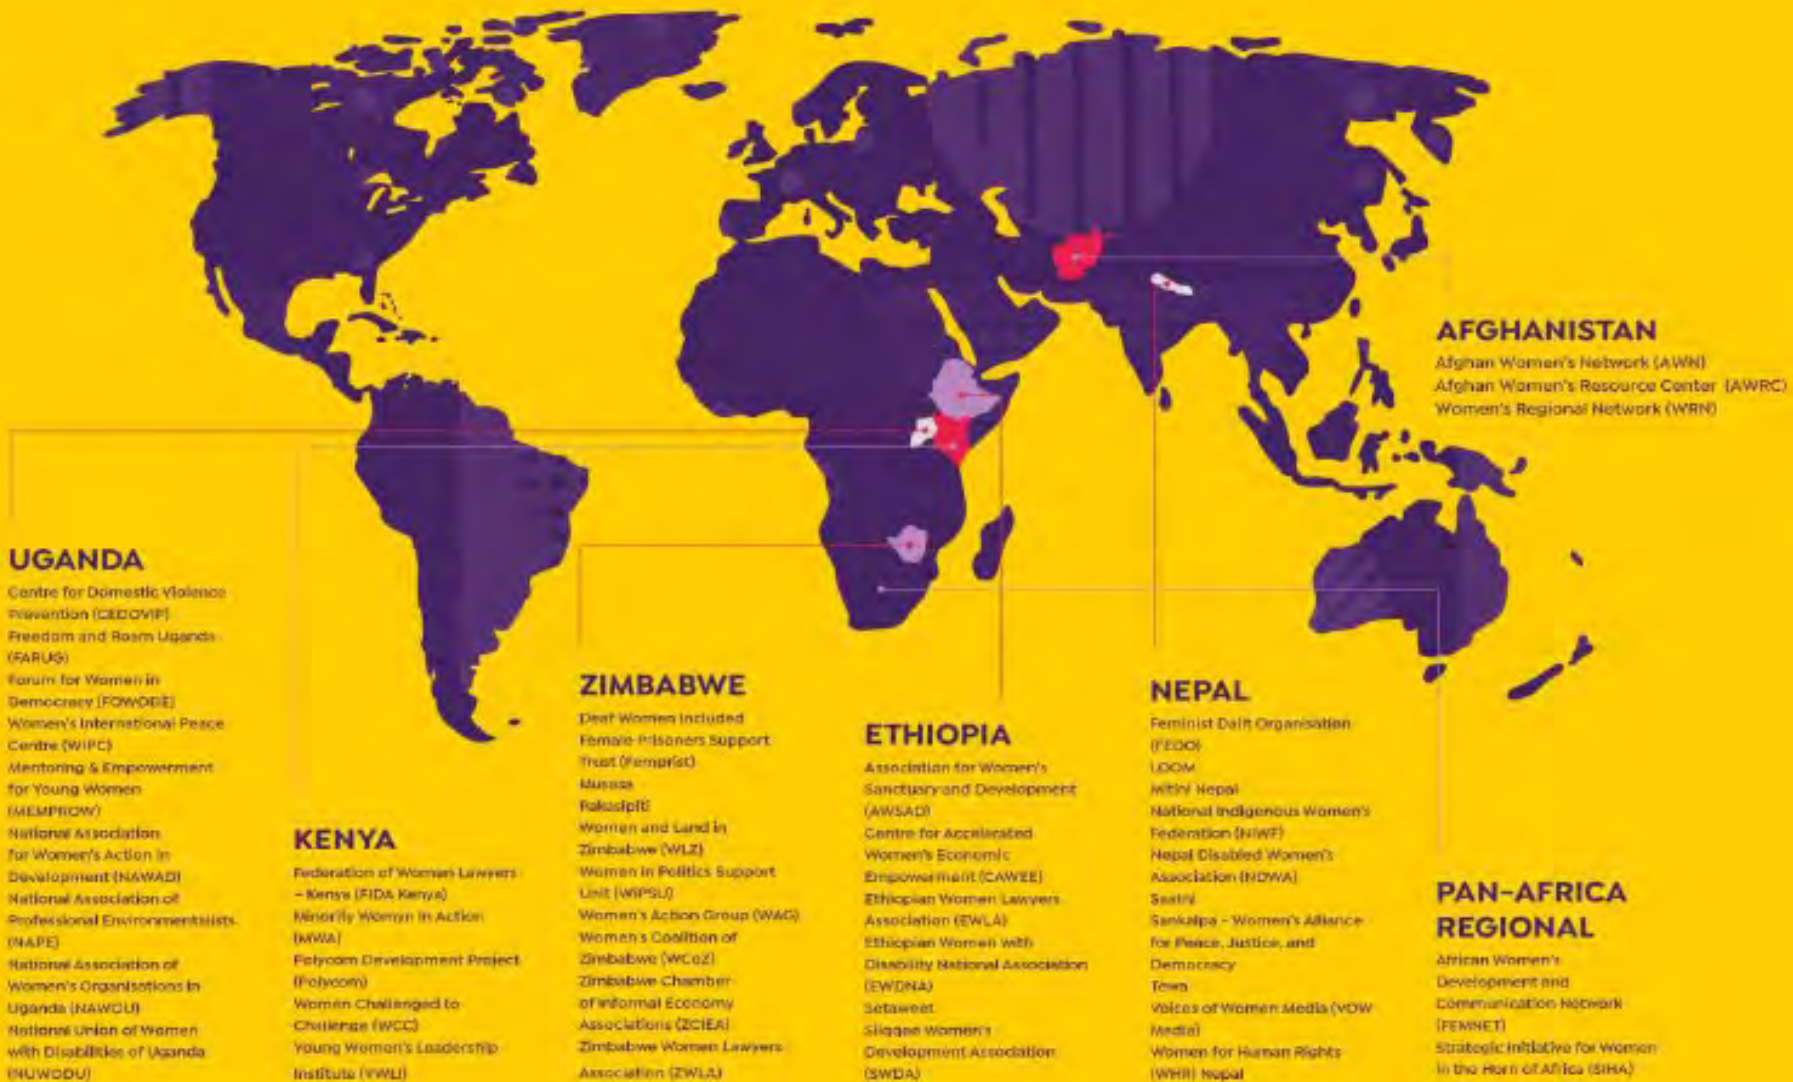 AFGHANISTAN
Afghan Women's Network (AWN)
Afghan Women's Resource Center (AWRC)
Women's Regional Network (WRN)
UGANDA
Centre for Domestic Violence
Prevention (CEDOVIP)
Freedom and Roam Uganda
(FARUG)
Forum for Women in
Democracy (FOWODE)
Women's International Peace
Centre (WIPC)
Mentoring & Empowerment
for Young Women
(MEMPROW)
National Association
for Women's Action in
Development (NAWAD)
National Association of
Professional Environmentalists
(NAPE)
National Association of
Women's Organisations in
Uganda (NAWOU)
National Union of Women
with Disabilities of Uganda
(NUWODU)
KENYA
Federation of Women Lawyers
– Kenya (FIDA Kenya)
Minority Womyn in Action
(MWA)
Polycom Development Project
(Polycom)
Women Challenged to
Challenge (WCC)
Young Women's Leadership
Institute (YWLI)
ZIMBABWE
Deaf Women Included
Female Prisoners Support
Trust (Femprist)
Musasa
Pakasipiti
Women and Land in
Zimbabwe (WLZ)
Women in Politics Support
Unit (WiPSU)
Women's Action Group (WAG)
Women's Coalition of
Zimbabwe (WCoZ)
Zimbabwe Chamber
of Informal Economy
Associations (ZCIEA)
Zimbabwe Women Lawyers
Association (ZWLA)
ETHIOPIA
Association for Women's
Sanctuary and Development
(AWSAD)
Centre for Accelerated
Women's Economic
Empowerment (CAWEE)
Ethiopian Women Lawyers
Association (EWLA)
Ethiopian Women with
Disability National Association
(EWDNA)
Setaweet
Siiqqee Women's
Development Association
(SWDA)
NEPAL
Feminist Dalit Organisation
(FEDO)
LOOM
Mitini Nepal
National Indigenous Women's
Federation (NIWF)
Nepal Disabled Women's
Association (NDWA)
Sankalpa – Women's Alliance
for Peace, Justice, and
Democracy
Tewa
Voices of Women Media (VOW
Media)
Women for Human Rights
(WHR) Nepal
PAN-AFRICA
REGIONAL
African Women's
Development and
Communication Network
(FEMNET)
Strategic Initiative for Women
in the Horn of Africa (SIHA)